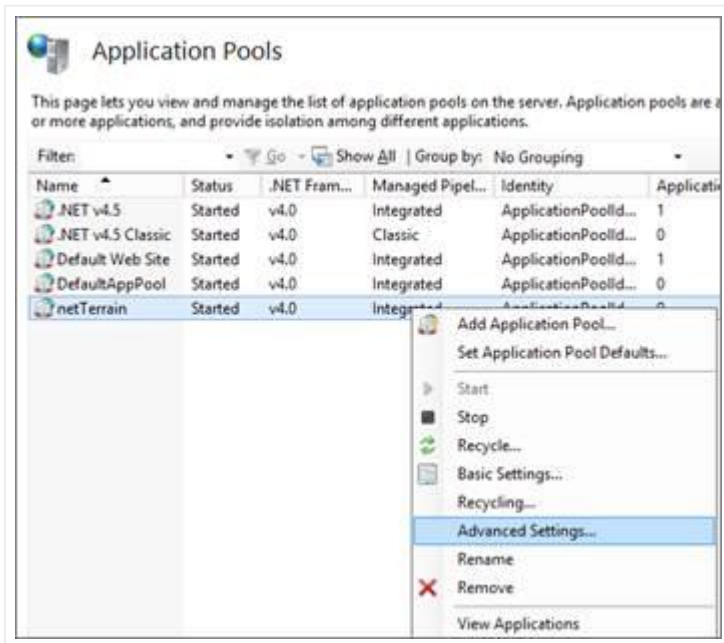 Application Pools
This page lets you view and manage the list of application pools on the server. Application pools are a
or more applications, and provide isolation among different applications.
Filter: Go Show All Group by: No Grouping
Name Status .NET Fram... Managed Pipel... Identity Applicati
.NET v4.5 Started v4.0 Integrated ApplicationPoolId... 1
.NET v4.5 Classic Started v4.0 Classic ApplicationPoolId... 0
Default Web Site Started v4.0 Integrated ApplicationPoolId... 1
DefaultAppPool Started v4.0 Integrated ApplicationPoolId... 0
netTerrain Started v4.0 Integrated ApplicationPoolId... 0
Add Application Pool...
Set Application Pool Defaults...
Start
Stop
Recycle...
Basic Settings...
Recycling...
Advanced Settings...
Rename
Remove
View Applications